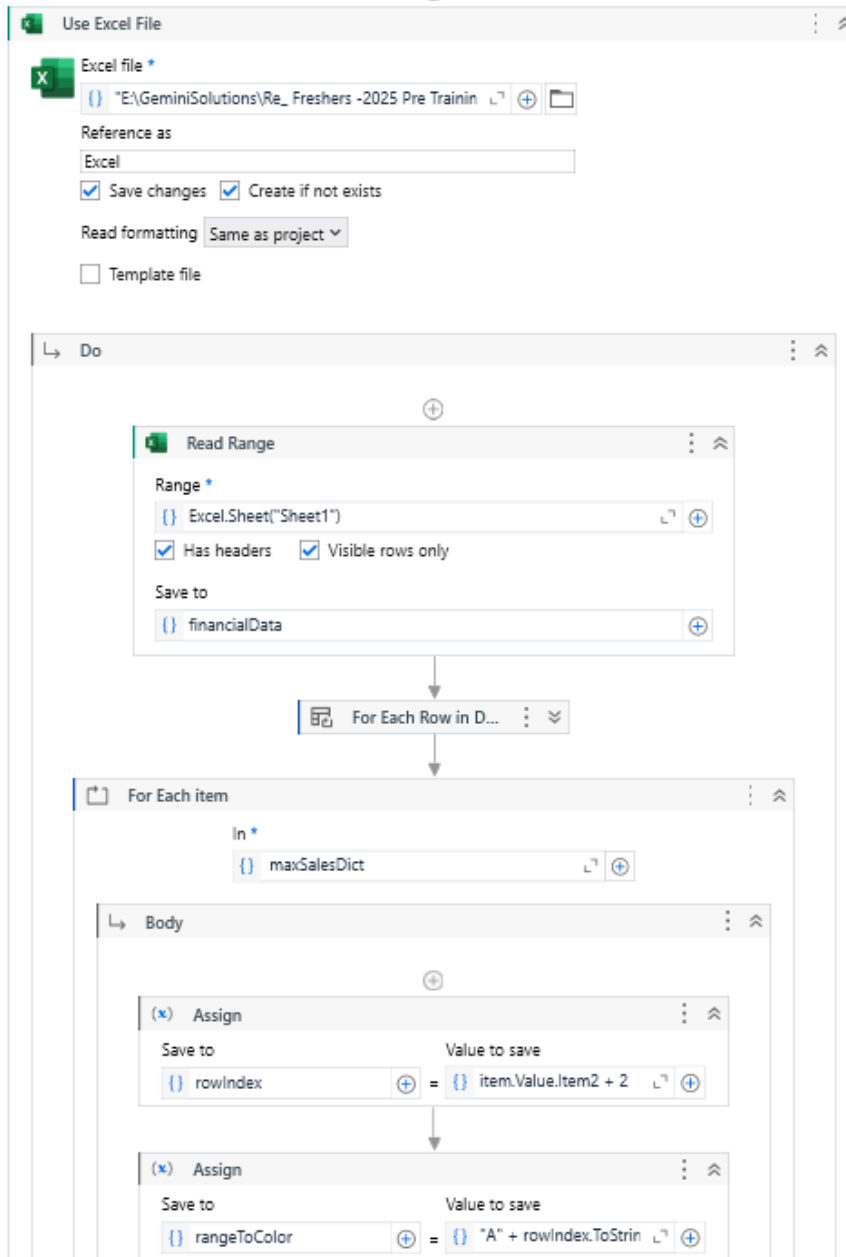 Use Excel File
Excel file *
{} "E:\GeminiSolutions\Re_ Freshers -2025 Pre Trainin
Reference as
Excel
Save changes Create if not exists
Read formatting Same as project
Template file
Do
Read Range
Range *
{} Excel.Sheet("Sheet1")
Has headers Visible rows only
Save to
{} financialData
For Each Row in D...
For Each item
In *
{} maxSalesDict
Body
(x) Assign
Save to Value to save
{} rowIndex = {} item.Value.Item2 + 2
(x) Assign
Save to Value to save
{} rangeToColor = {} "A" + rowIndex.ToStrin